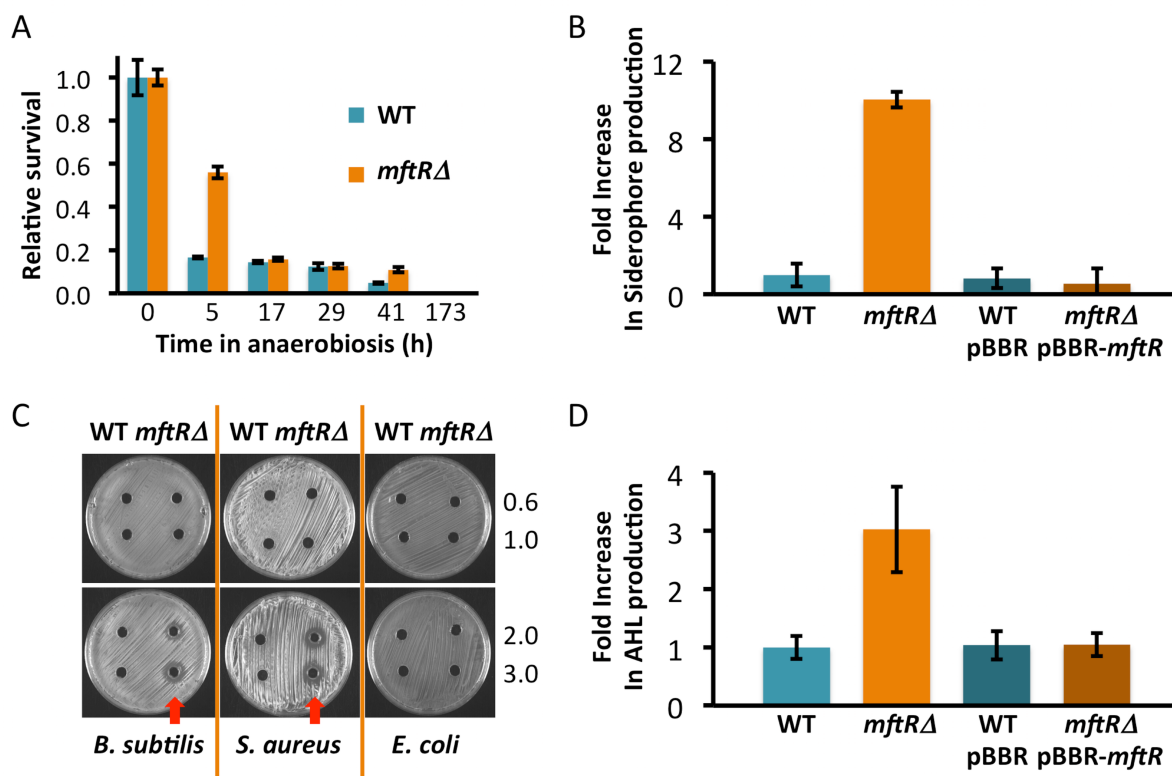 A
Relative survival
1.0
0.8
0.6
0.4
0.2
0.0
WT
mftRΔ
0 5 17 29 41 173
Time in anaerobiosis (h)
B
Fold Increase
In Siderophore production
12
8
4
0
WT mftRΔ WT mftRΔ
pBBR pBBR-mftR
C
WT mftRΔ WT mftRΔ WT mftRΔ
0.6
1.0
2.0
3.0
B. subtilis S. aureus E. coli
D
Fold Increase
In AHL production
4
3
2
1
0
WT mftRΔ WT mftRΔ
pBBR pBBR-mftR